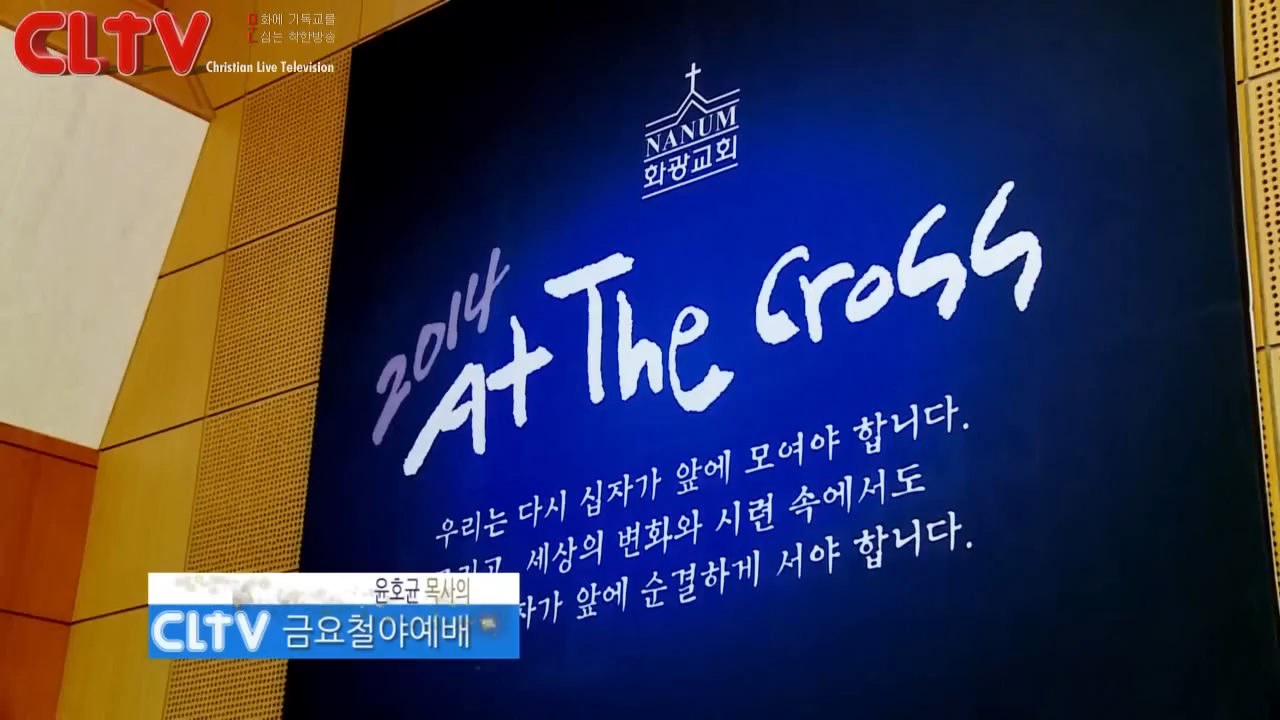 CLTV
문화에 기독교를
심는 착한방송
Christian Live Television
NANUM
화광교회
2014
At The Cross
우리는 다시 십자가 앞에 모여야 합니다.
세상의 변화와 시련 속에서도
앞에 순결하게 서야 합니다.
윤호균 목사의
CLTV 금요철야예배